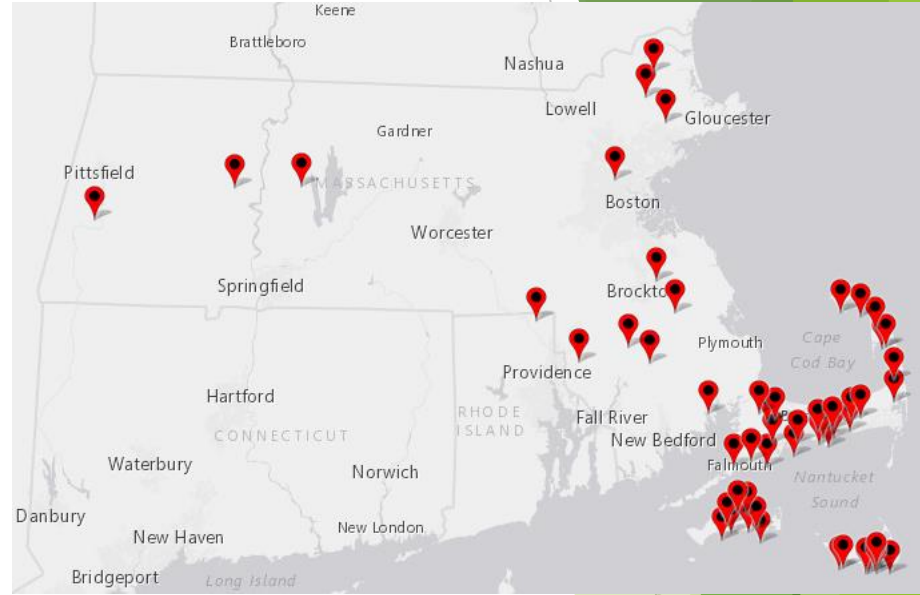 Keene
Brattleboro
Nashua
Lowell
Gloucester
Gardner
Pittsfield
MASSACHUSETTS
Boston
Worcester
Springfield
Brockto
Plymouth
Cape
Cod Bay
Providence
Hartford
RHODE
ISLAND
Fall River
CONNECTICUT
New Bedford
Waterbury
Norwich
Falmouth
Nantucket
Sound
Danbury
New London
New Haven
Bridgeport
Long Island